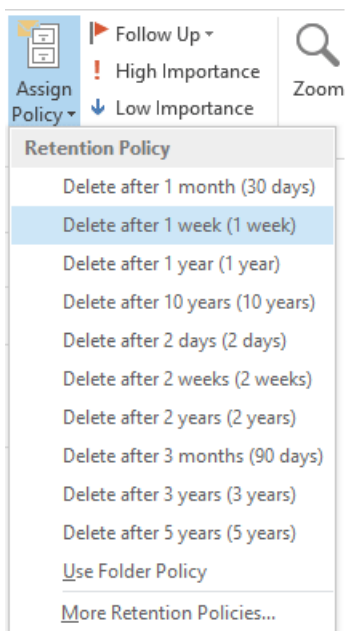 Assign
Policy
Follow Up
High Importance
Low Importance
Zoom
Retention Policy
Delete after 1 month (30 days)
Delete after 1 week (1 week)
Delete after 1 year (1 year)
Delete after 10 years (10 years)
Delete after 2 days (2 days)
Delete after 2 weeks (2 weeks)
Delete after 2 years (2 years)
Delete after 3 months (90 days)
Delete after 3 years (3 years)
Delete after 5 years (5 years)
Use Folder Policy
More Retention Policies...